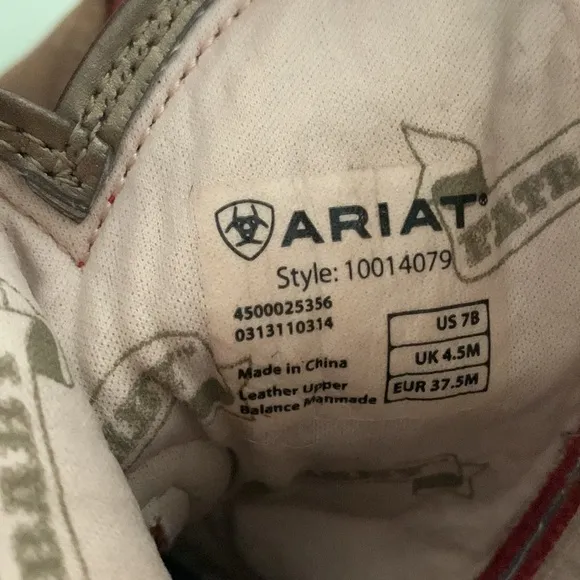 ARIAT®
Style: 10014079
4500025356
0313110314
Made in China
Leather Upper
Balance Manmade
US 7B
UK 4.5M
EUR 37.5M